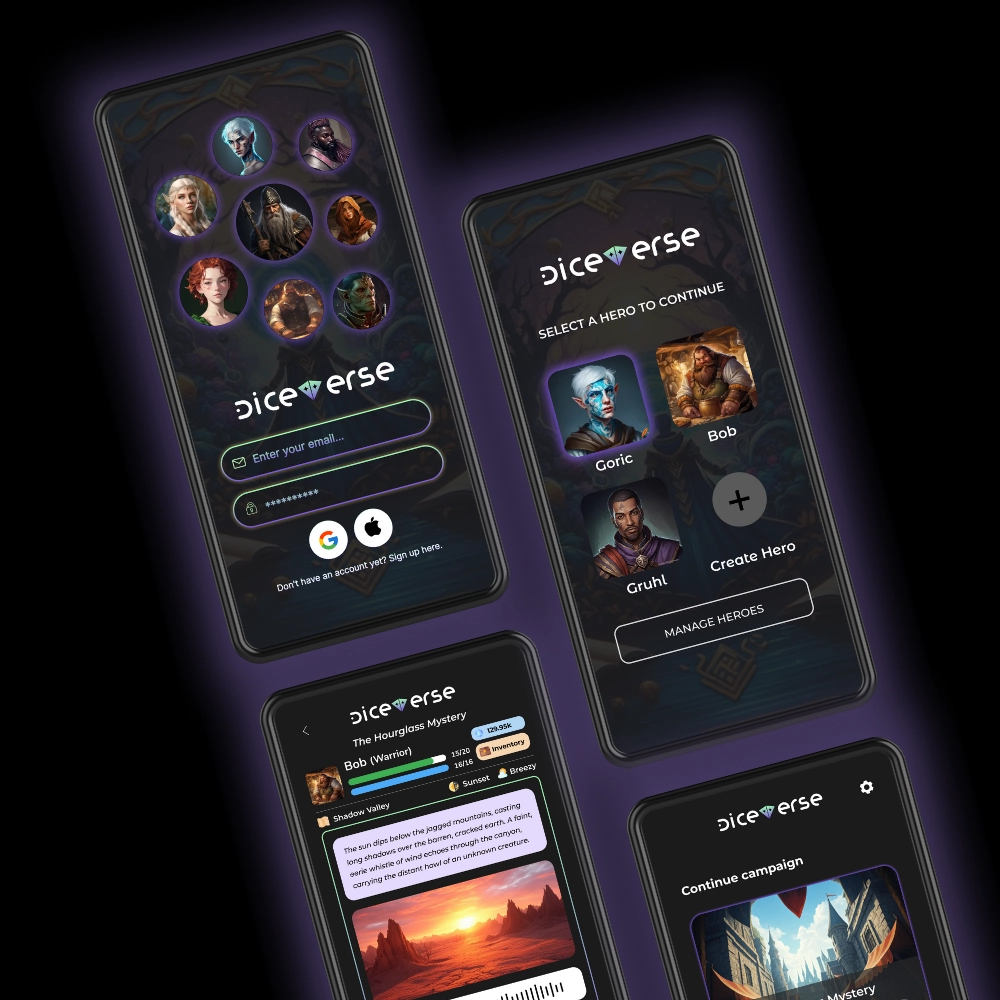 Diceverse
Enter your email...
**********
Don't have an account yet? Sign up here.
Diceverse
SELECT A HERO TO CONTINUE
Goric
Bob
Gruhl
Create Hero
MANAGE HEROES
Diceverse
The Hourglass Mystery
129.95k
Bob (Warrior)
15/20
Inventory
16/16
Shadow Valley
Sunset
Breezy
The sun dips below the jagged mountains, casting
long shadows over the barren, cracked earth. A faint,
eerie whistle of wind echoes through the canyon,
carrying the distant howl of an unknown creature.
Diceverse
Continue campaign
Mystery